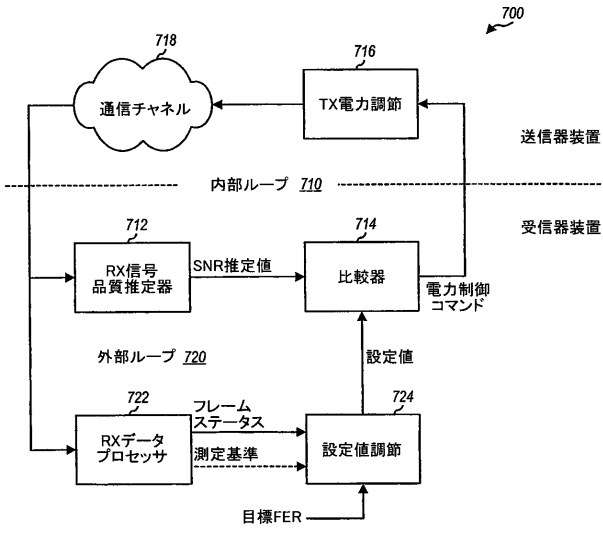 700
718
通信チャネル
716
TX電力調節
送信器装置
内部ループ 710
受信器装置
712
RX信号
品質推定器
SNR推定値
714
比較器
電力制御
コマンド
外部ループ 720
設定値
722
RXデータ
プロセッサ
フレーム
ステータス
測定基準
724
設定値調節
目標FER